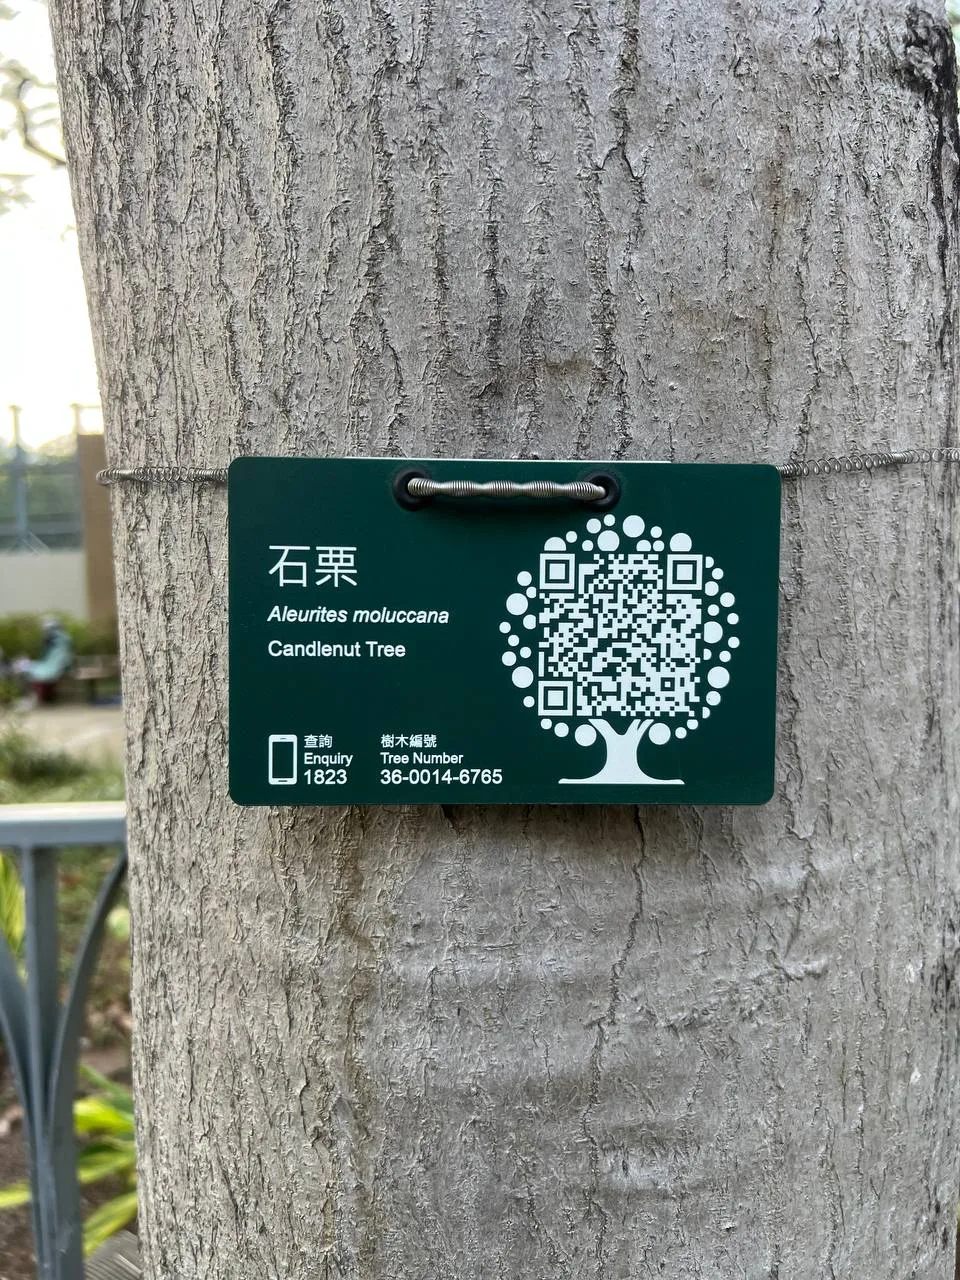 石栗
Aleurites moluccana
Candlenut Tree
查詢
Enquiry
1823
樹木編號
Tree Number
36-0014-6765